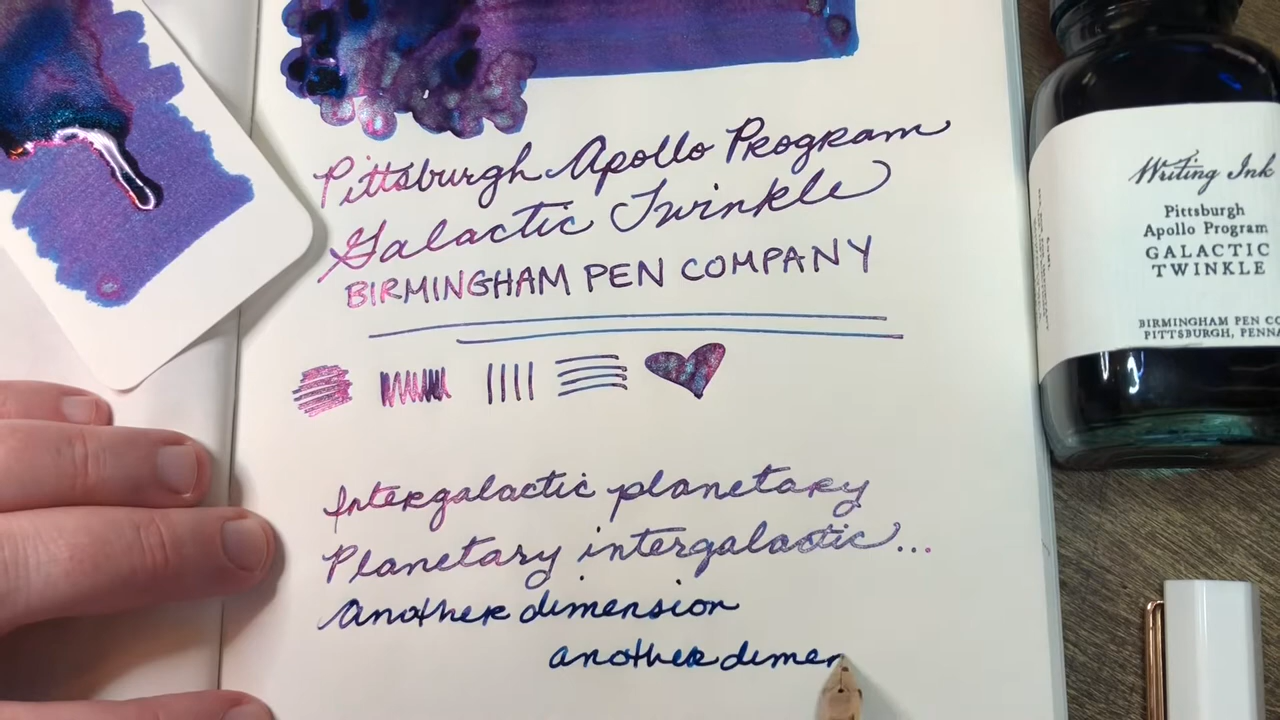 Pittsburgh Apollo Program
Galactic Twinkle
BIRMINGHAM PEN COMPANY
Intergalactic planetary
Planetary intergalactic...
another dimension
another dimen
Writing Ink
Pittsburgh
Apollo Program
GALACTIC
TWINKLE
BIRMINGHAM PEN CO
PITTSBURGH, PENNA